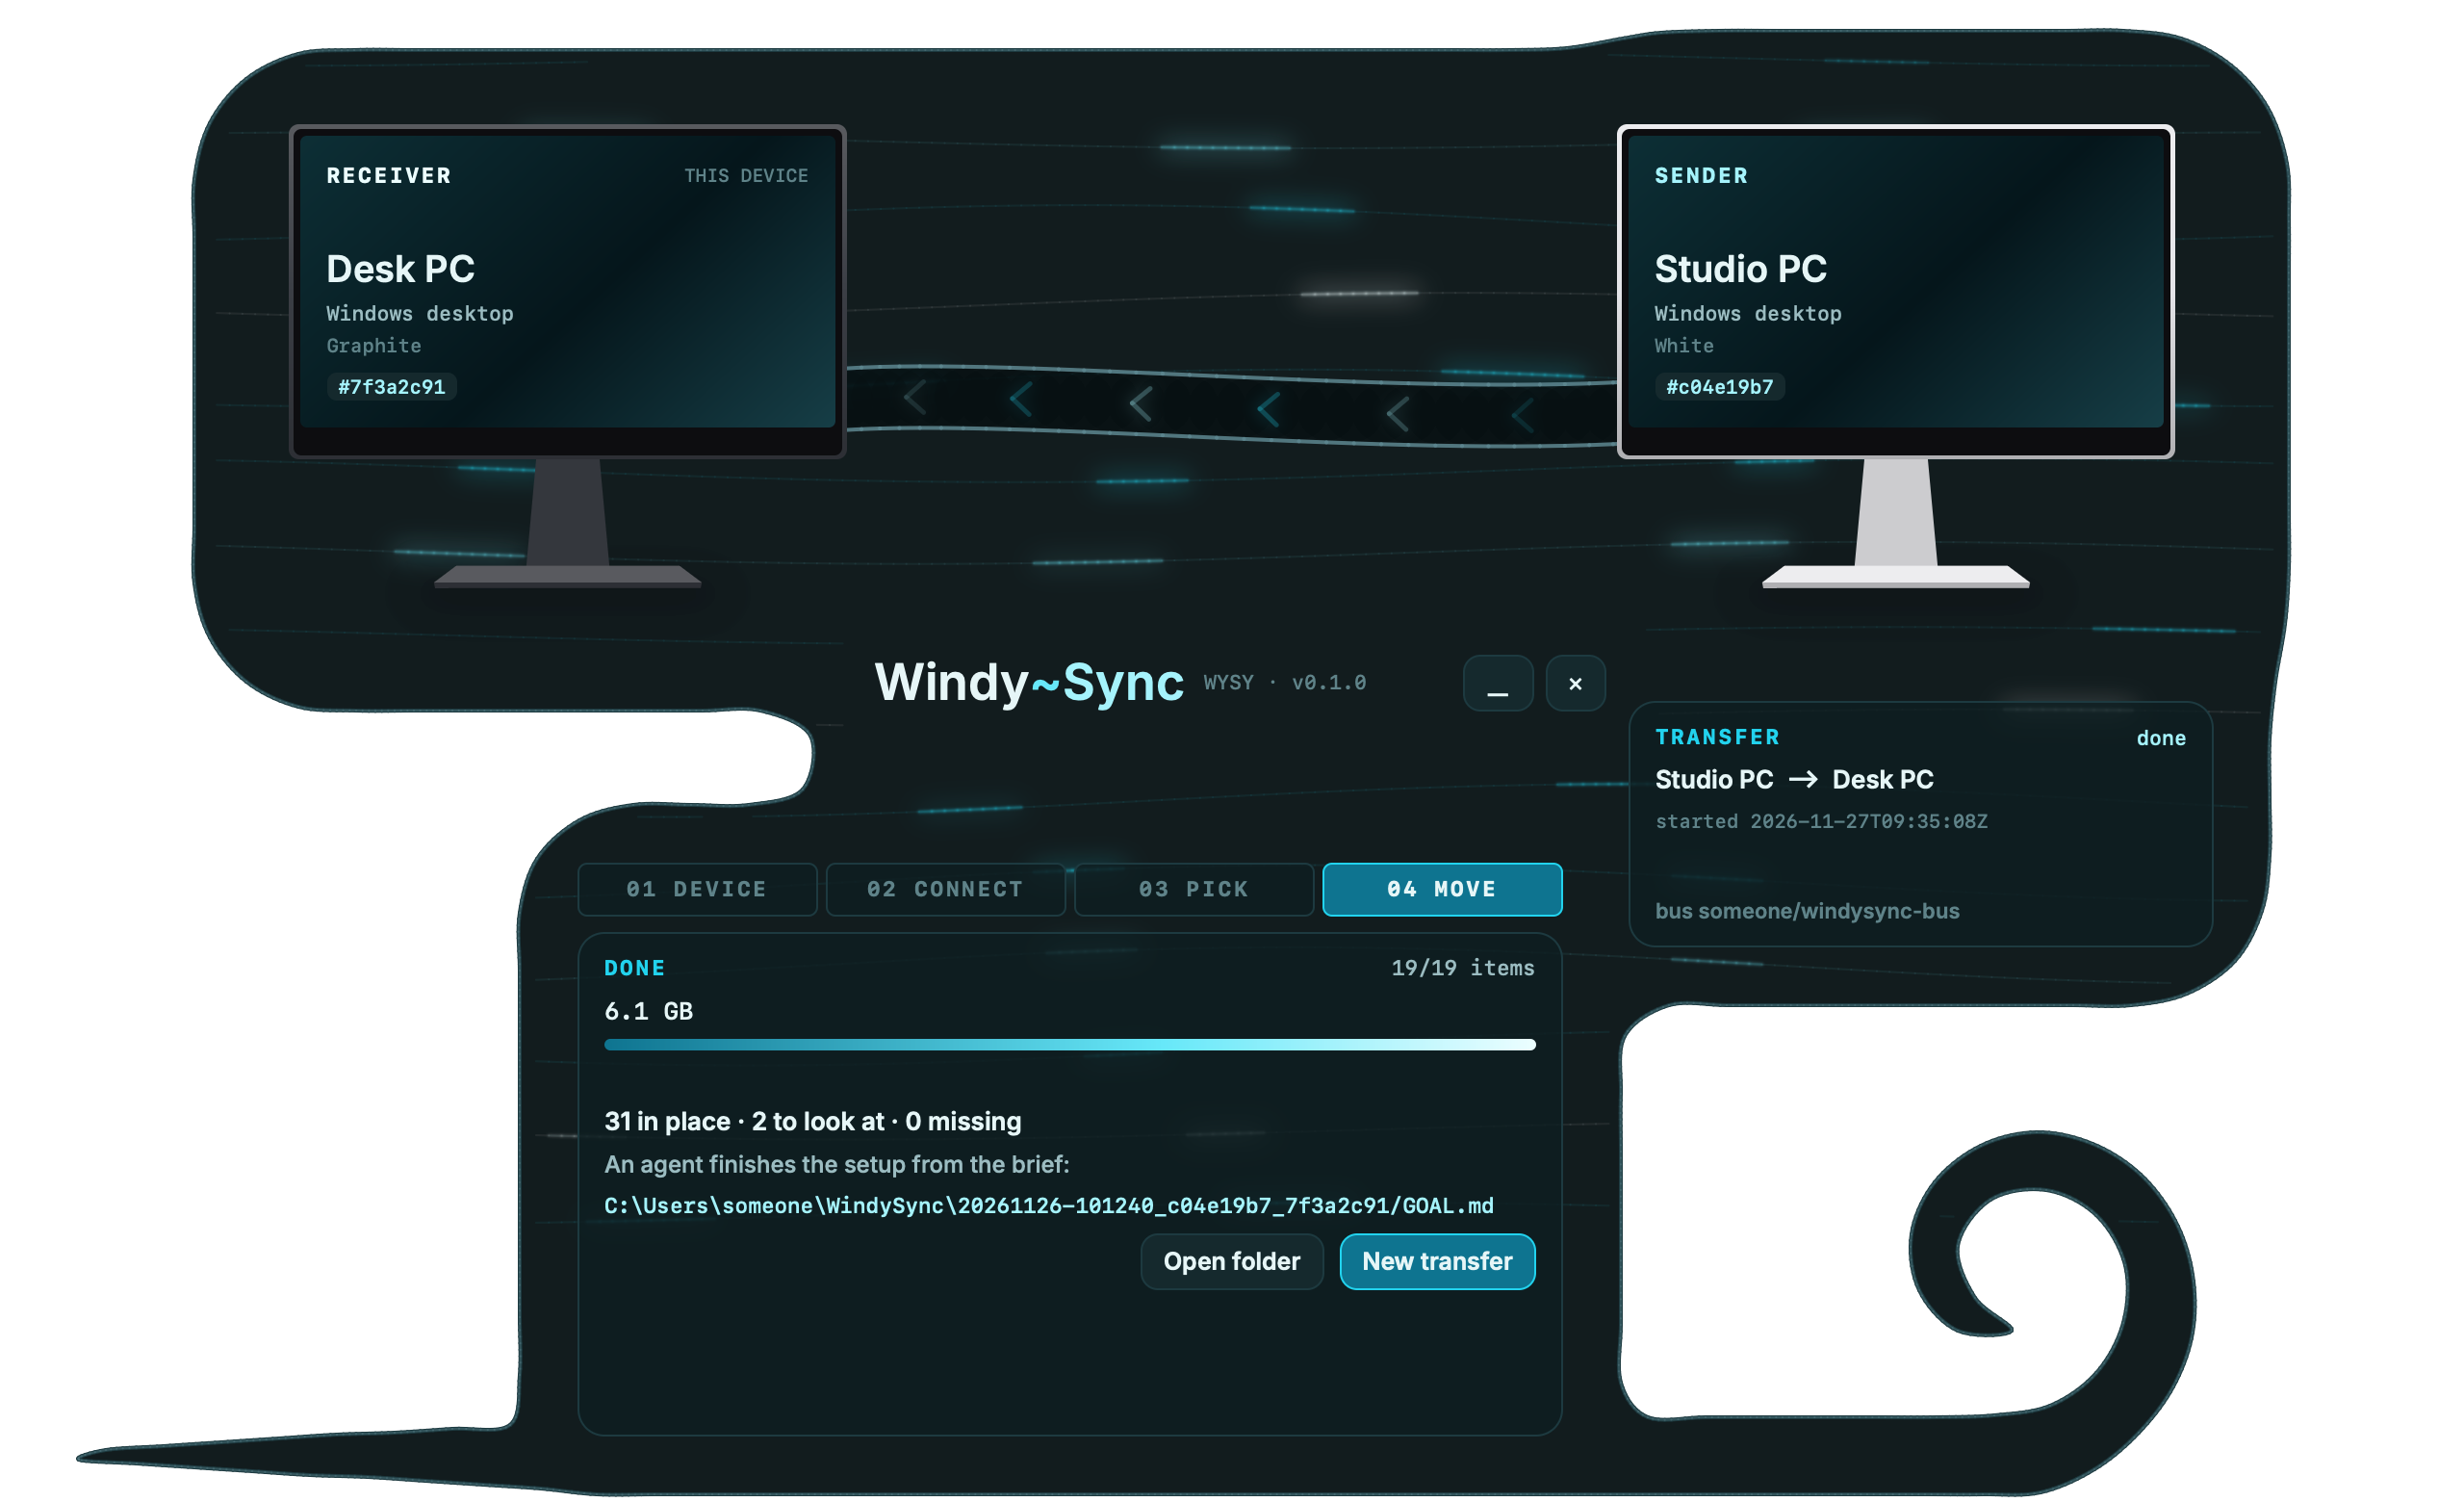 RECEIVER
THIS DEVICE
Desk PC
Windows desktop
Graphite
#7f3a2c91
SENDER
Studio PC
Windows desktop
White
#c04e19b7
Windy~Sync WYSY · v0.1.0
TRANSFER
done
Studio PC → Desk PC
started 2026-11-27T09:35:08Z
bus someone/windysync-bus
01 DEVICE
02 CONNECT
03 PICK
04 MOVE
DONE
19/19 items
6.1 GB
31 in place · 2 to look at · 0 missing
An agent finishes the setup from the brief:
C:\Users\someone\WindySync\20261126-101240_c04e19b7_7f3a2c91/GOAL.md
Open folder
New transfer